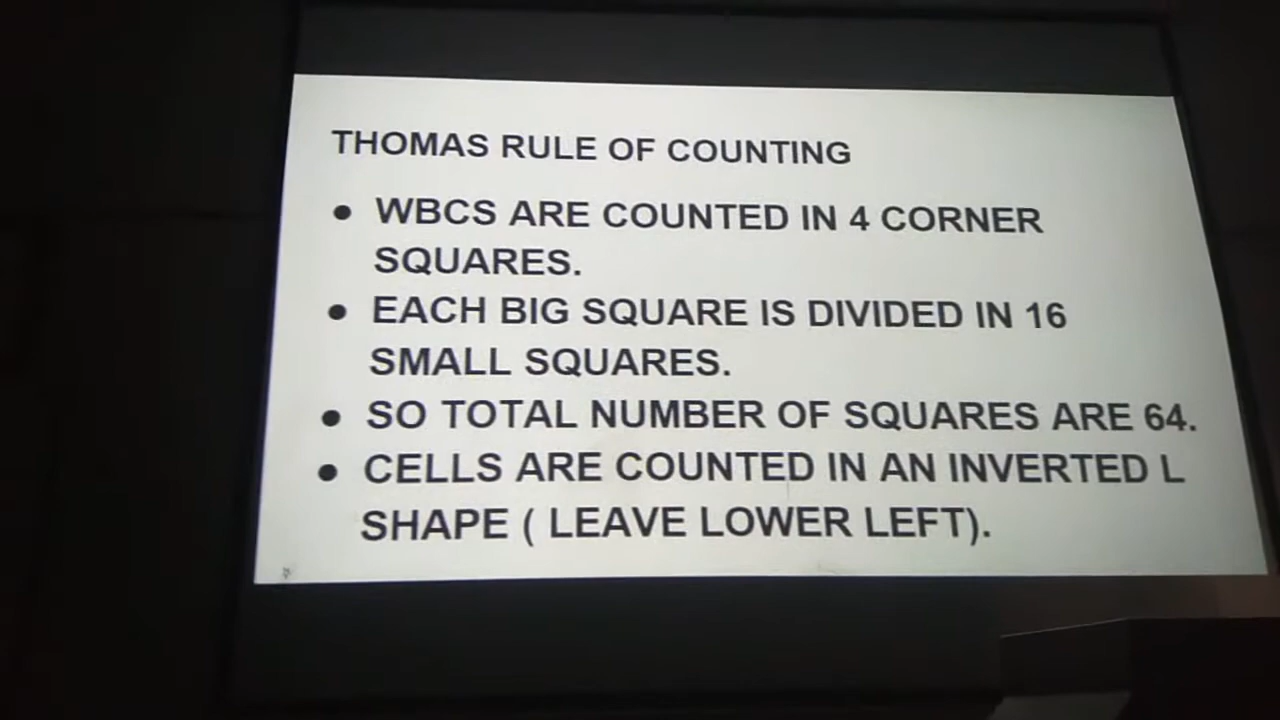 THOMAS RULE OF COUNTING
● WBCS ARE COUNTED IN 4 CORNER
SQUARES.
● EACH BIG SQUARE IS DIVIDED IN 16
SMALL SQUARES.
● SO TOTAL NUMBER OF SQUARES ARE 64.
● CELLS ARE COUNTED IN AN INVERTED L
SHAPE ( LEAVE LOWER LEFT).